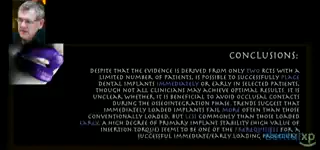 CONCLUSIONS:
DESPITE THAT THE EVIDENCE IS DERIVED FROM ONLY TWO RCTS WITH A
LIMITED NUMBER OF PATIENTS, IS POSSIBLE TO SUCCESSFULLY PLACE
DENTAL IMPLANTS IMMEDIATELY OR EARLY IN SELECTED PATIENTS,
THOUGH NOT ALL CLINICIANS MAY ACHIEVE OPTIMAL RESULTS. IT IS
UNCLEAR WHETHER IT IS BENEFICIAL TO AVOID OCCLUSAL CONTACTS
DURING THE OSEOINTEGRATION PHASE. TRENDS SUGGEST THAT
IMMEDIATELY LOADED IMPLANTS FAIL MORE OFTEN THAN THOSE
CONVENTIONALLY LOADED, BUT LESS COMMONLY THAN THOSE LOADED
EARLY. A HIGH DEGREE OF PRIMARY IMPLANT STABILITY (HIGH VALUE OF
INSERTION TORQUE) SEEMS TO BE ONE OF THE PREREQUISITES FOR A
SUCCESSFUL IMMEDIATE/EARLY LOADING PROCEDURE
xp